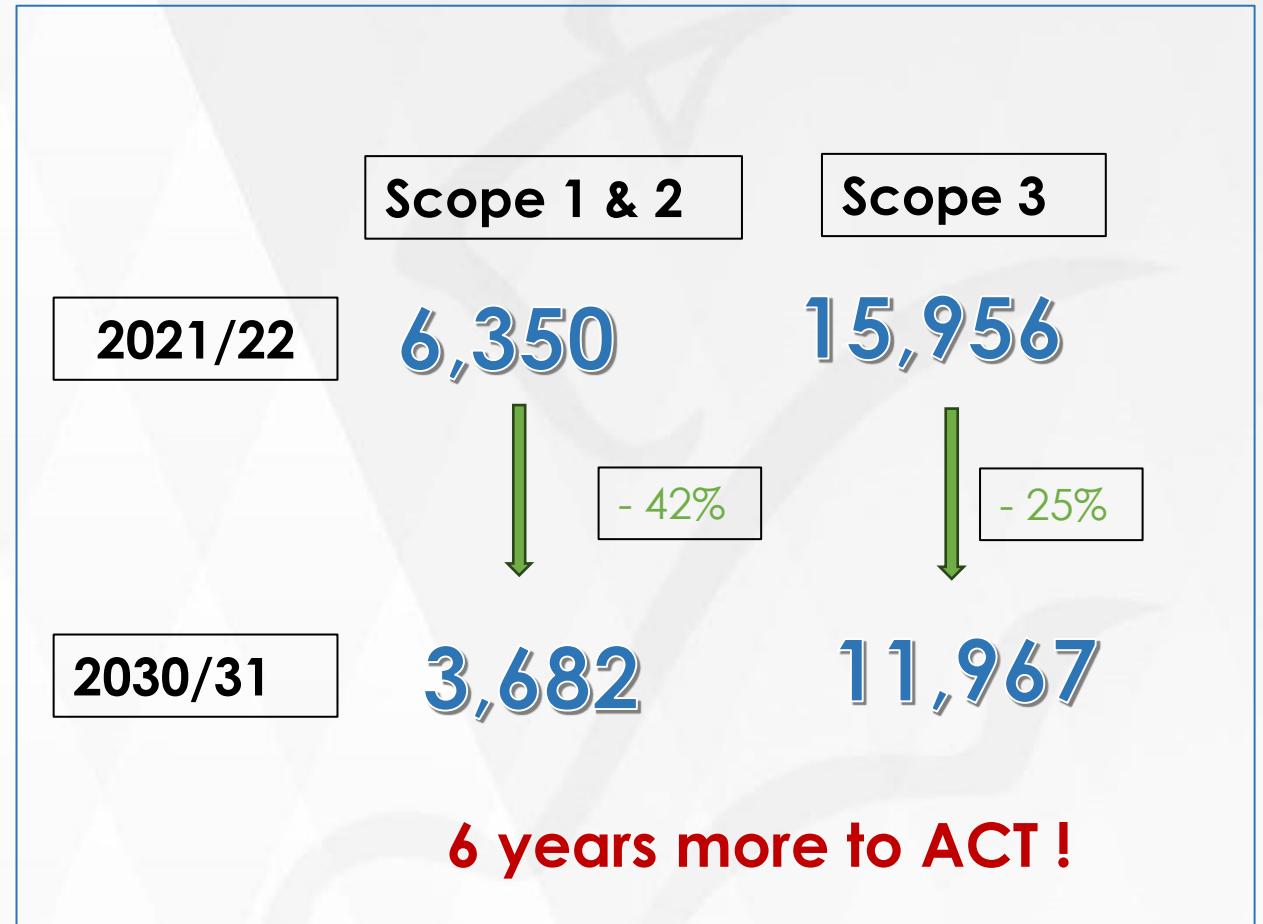 Scope 1 & 2 Scope 3
2021/22 6,350 15,956
- 42% - 25%
2030/31 3,682 11,967
6 years more to ACT !